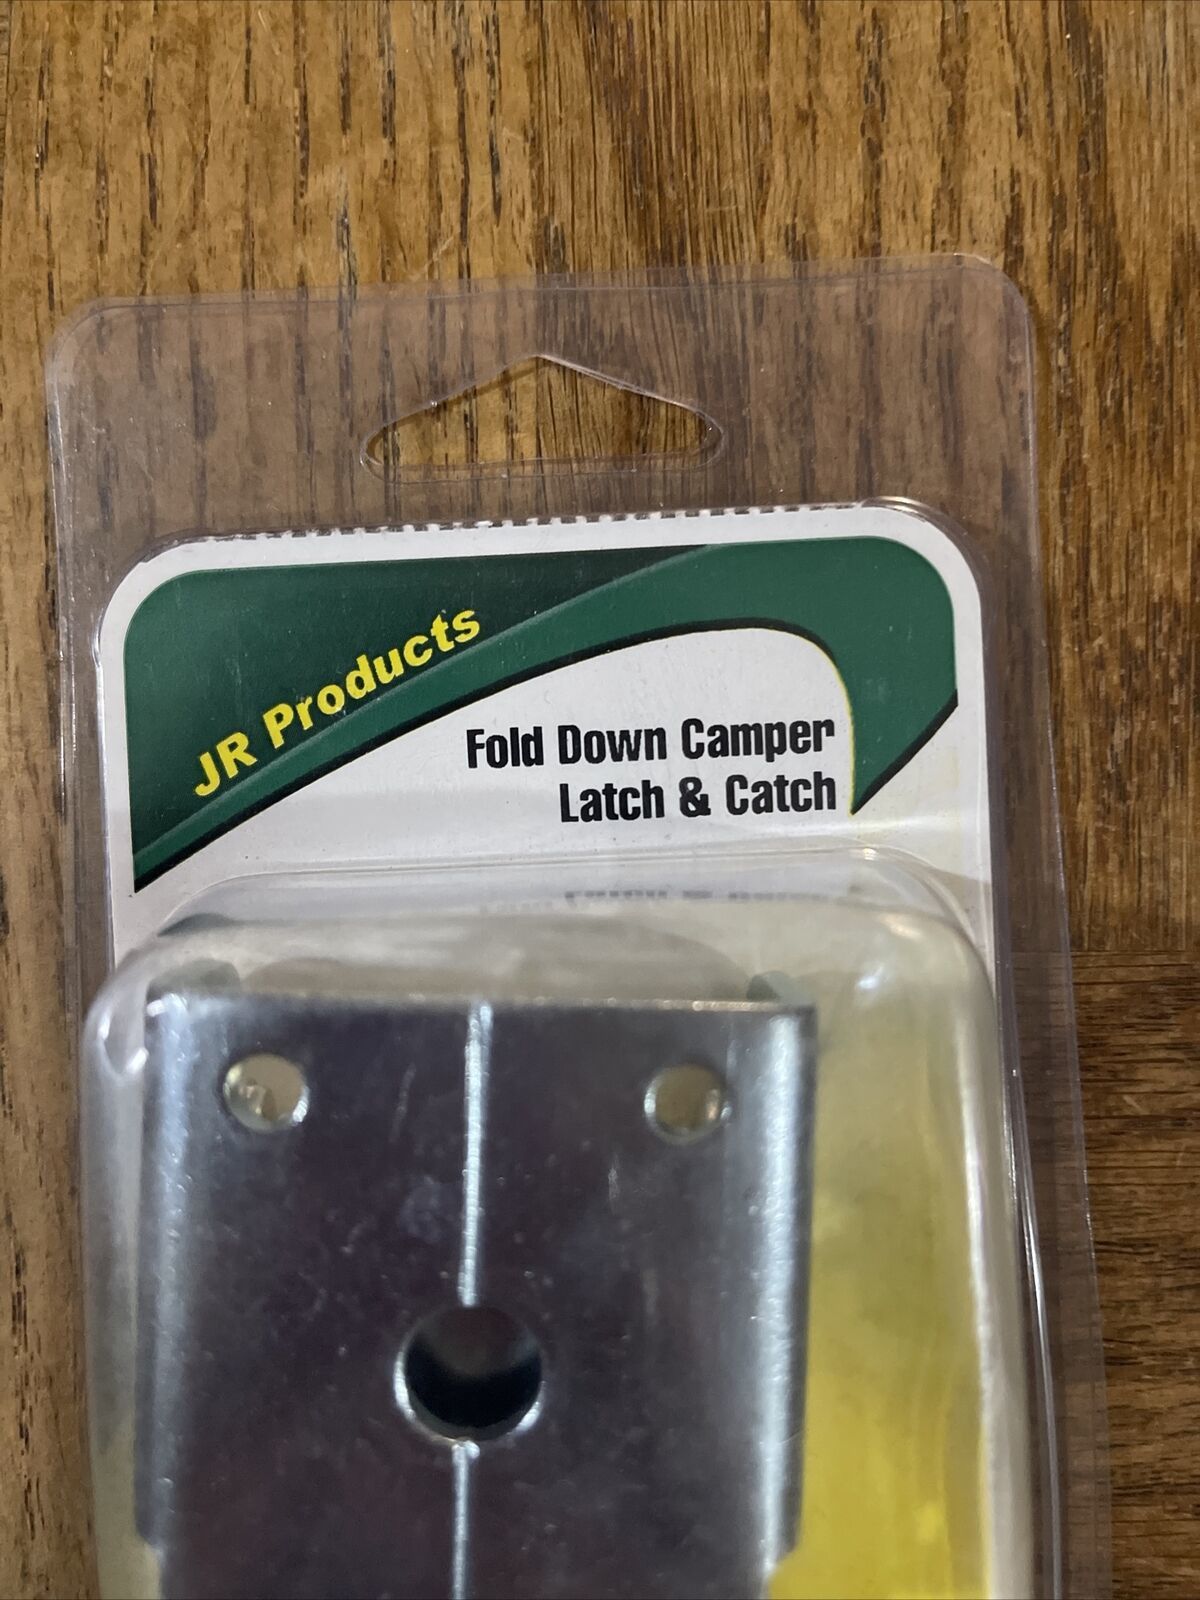 JR Products
Fold Down Camper
Latch & Catch